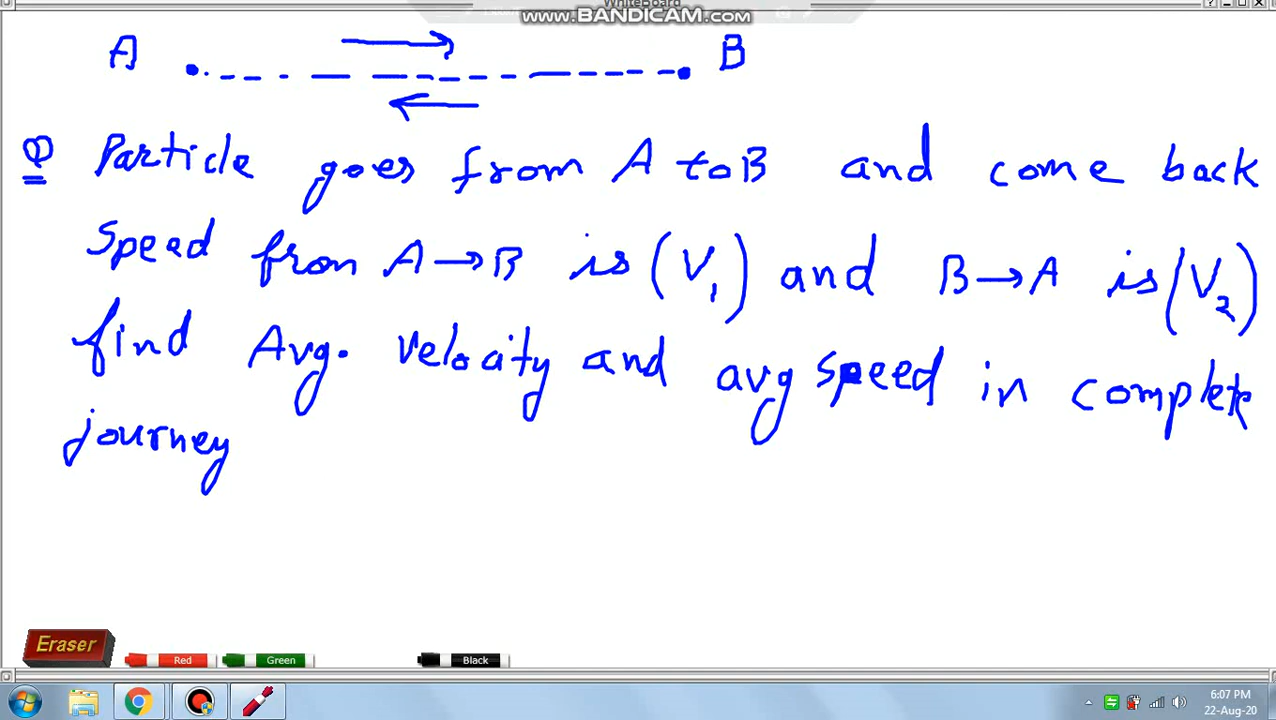 WhiteBoard
www.BANDICAM.com
A B
Q Particle goes from A to B and come back
Speed from A → B is (V₁) and B → A is (V₂)
find Avg. velocity and avg speed in complete
journey
Eraser Red Green Black
6:07 PM
22-Aug-20